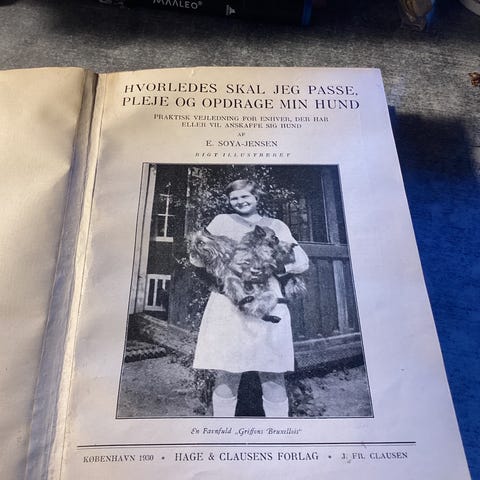 MAALEO
HVORLEDES SKAL JEG PASSE,
PLEJE OG OPDRAGE MIN HUND
PRAKTISK VEJLEDNING FOR ENHVER, DER HAR
ELLER VIL ANSKAFFE SIG HUND
AF
E. SOYA-JENSEN
RIGT ILLUSTRERET
En Favnfuld „Griffons Bruxellois"
KØBENHAVN 1930 * HAGE & CLAUSENS FORLAG * J. FR. CLAUSEN